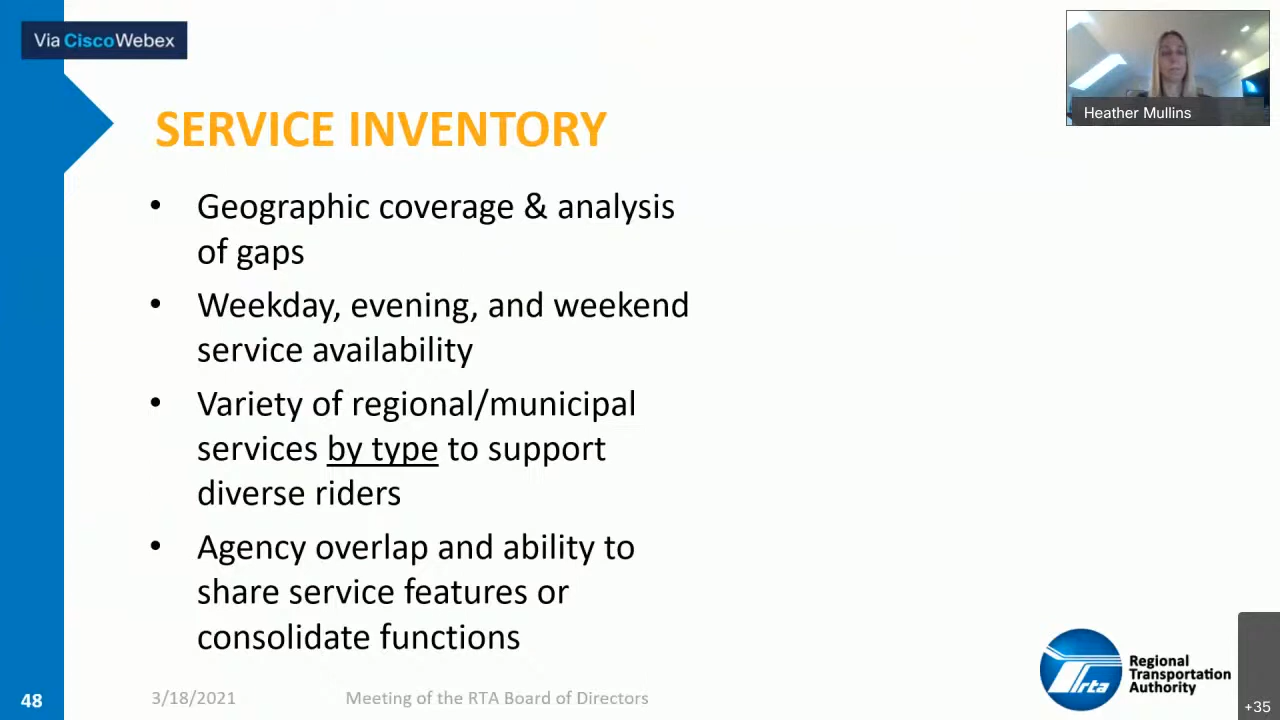 Via CiscoWebex
Heather Mullins
SERVICE INVENTORY
• Geographic coverage & analysis
of gaps
• Weekday, evening, and weekend
service availability
• Variety of regional/municipal
services by type to support
diverse riders
• Agency overlap and ability to
share service features or
consolidate functions
rta
Regional
Transportation
Authority
48
3/18/2021
Meeting of the RTA Board of Directors
+35